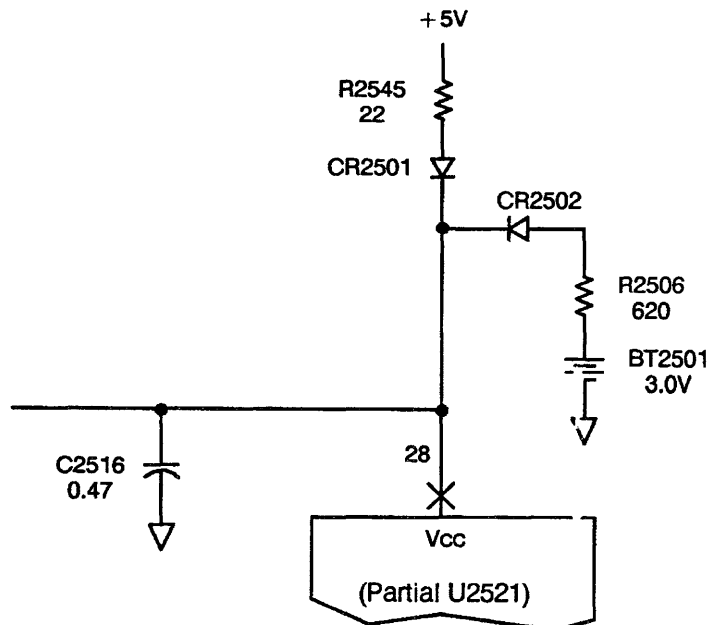 +5V
R2545
22
CR2501
CR2502
R2506
620
BT2501
3.0V
28
C2516
0.47
Vcc
(Partial U2521)